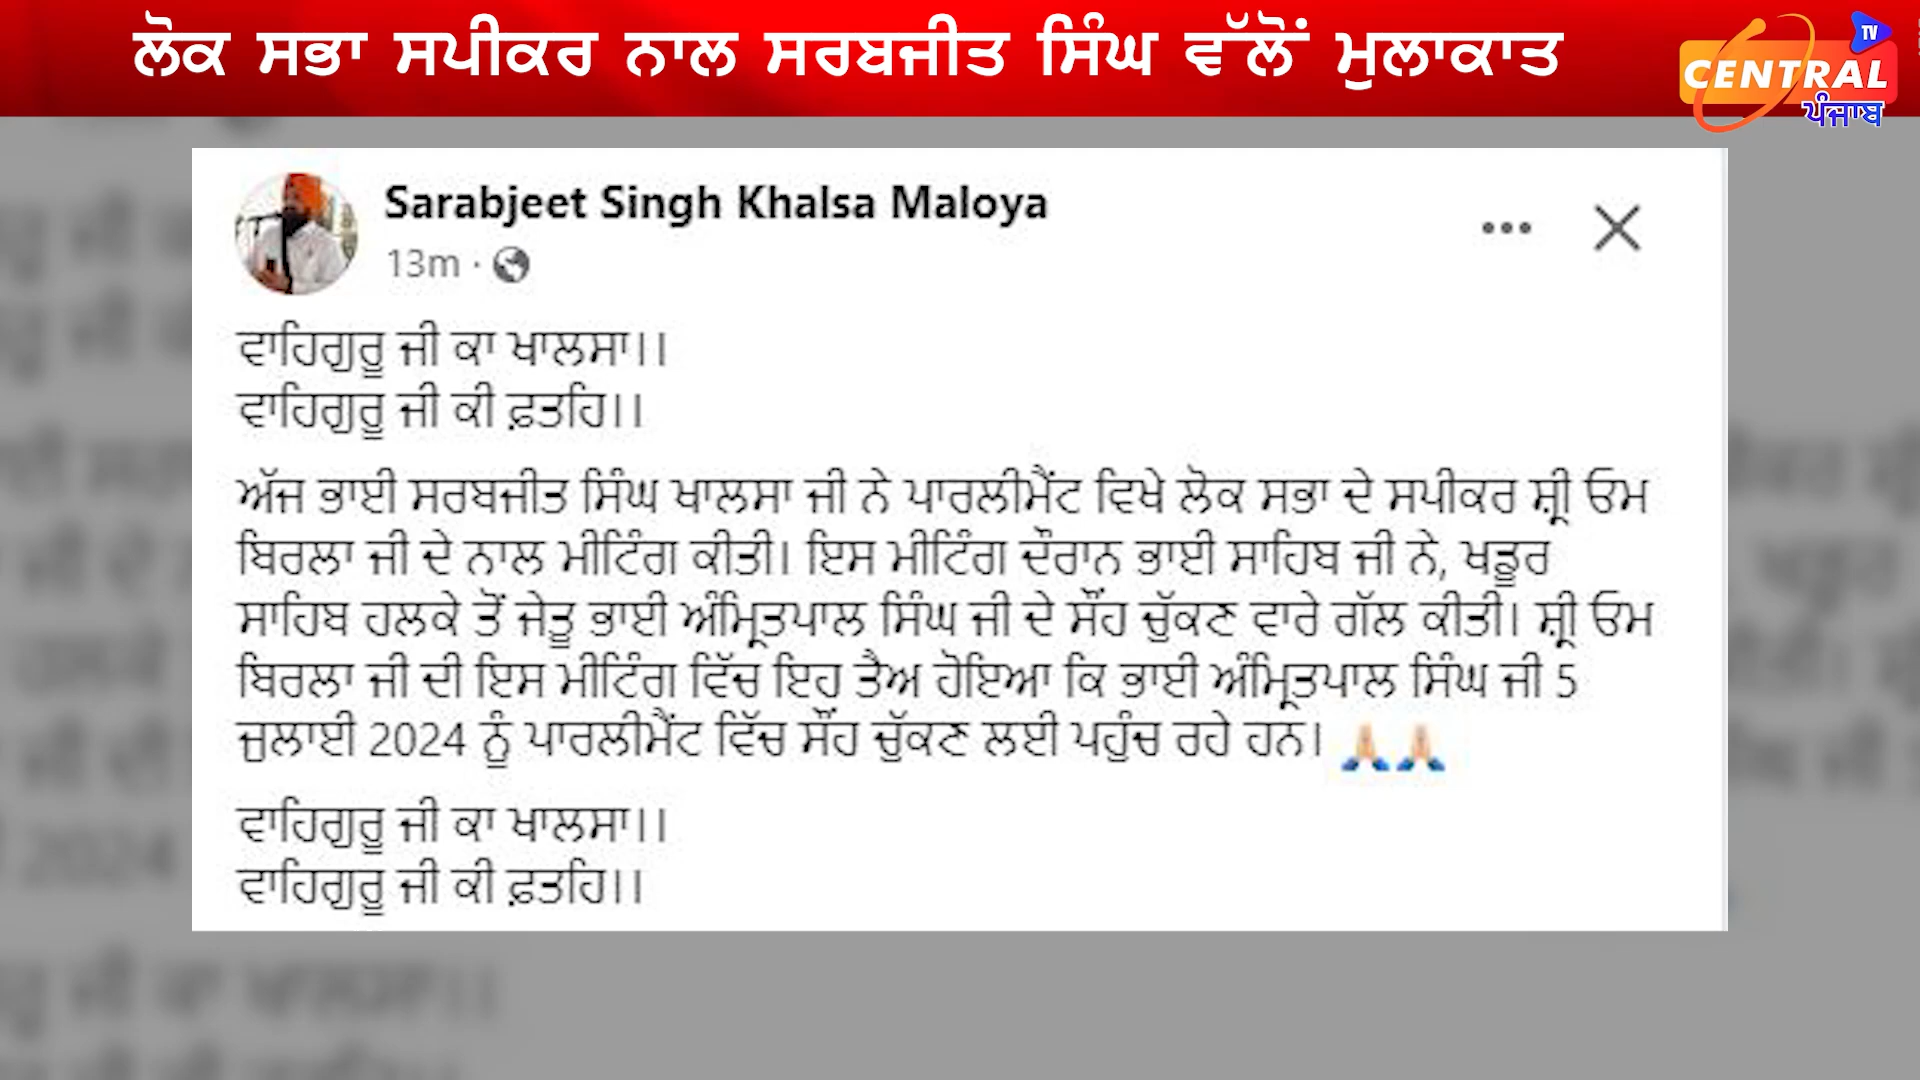 ਲੋਕ ਸਭਾ ਸਪੀਕਰ ਨਾਲ ਸਰਬਜੀਤ ਸਿੰਘ ਵੱਲੋਂ ਮੁਲਾਕਾਤ
TV
CENTRAL
ਪੰਜਾਬ
Sarabjeet Singh Khalsa Maloya
13m ·
ਵਾਹਿਗੁਰੂ ਜੀ ਕਾ ਖਾਲਸਾ।।
ਵਾਹਿਗੁਰੂ ਜੀ ਕੀ ਫ਼ਤਹਿ।।
ਅੱਜ ਭਾਈ ਸਰਬਜੀਤ ਸਿੰਘ ਖਾਲਸਾ ਜੀ ਨੇ ਪਾਰਲੀਮੈਂਟ ਵਿਖੇ ਲੋਕ ਸਭਾ ਦੇ ਸਪੀਕਰ ਸ਼੍ਰੀ ਓਮ
ਬਿਰਲਾ ਜੀ ਦੇ ਨਾਲ ਮੀਟਿੰਗ ਕੀਤੀ। ਇਸ ਮੀਟਿੰਗ ਦੌਰਾਨ ਭਾਈ ਸਾਹਿਬ ਜੀ ਨੇ, ਖਡੂਰ
ਸਾਹਿਬ ਹਲਕੇ ਤੋਂ ਜੇਤੂ ਭਾਈ ਅੰਮ੍ਰਿਤਪਾਲ ਸਿੰਘ ਜੀ ਦੇ ਸੌਂਹ ਚੁੱਕਣ ਵਾਰੇ ਗੱਲ ਕੀਤੀ। ਸ਼੍ਰੀ ਓਮ
ਬਿਰਲਾ ਜੀ ਦੀ ਇਸ ਮੀਟਿੰਗ ਵਿੱਚ ਇਹ ਤੈਅ ਹੋਇਆ ਕਿ ਭਾਈ ਅੰਮ੍ਰਿਤਪਾਲ ਸਿੰਘ ਜੀ 5
ਜੁਲਾਈ 2024 ਨੂੰ ਪਾਰਲੀਮੈਂਟ ਵਿੱਚ ਸੌਂਹ ਚੁੱਕਣ ਲਈ ਪਹੁੰਚ ਰਹੇ ਹਨ। 🙏🏻🙏🏻
ਵਾਹਿਗੁਰੂ ਜੀ ਕਾ ਖਾਲਸਾ।।
ਵਾਹਿਗੁਰੂ ਜੀ ਕੀ ਫ਼ਤਹਿ।।